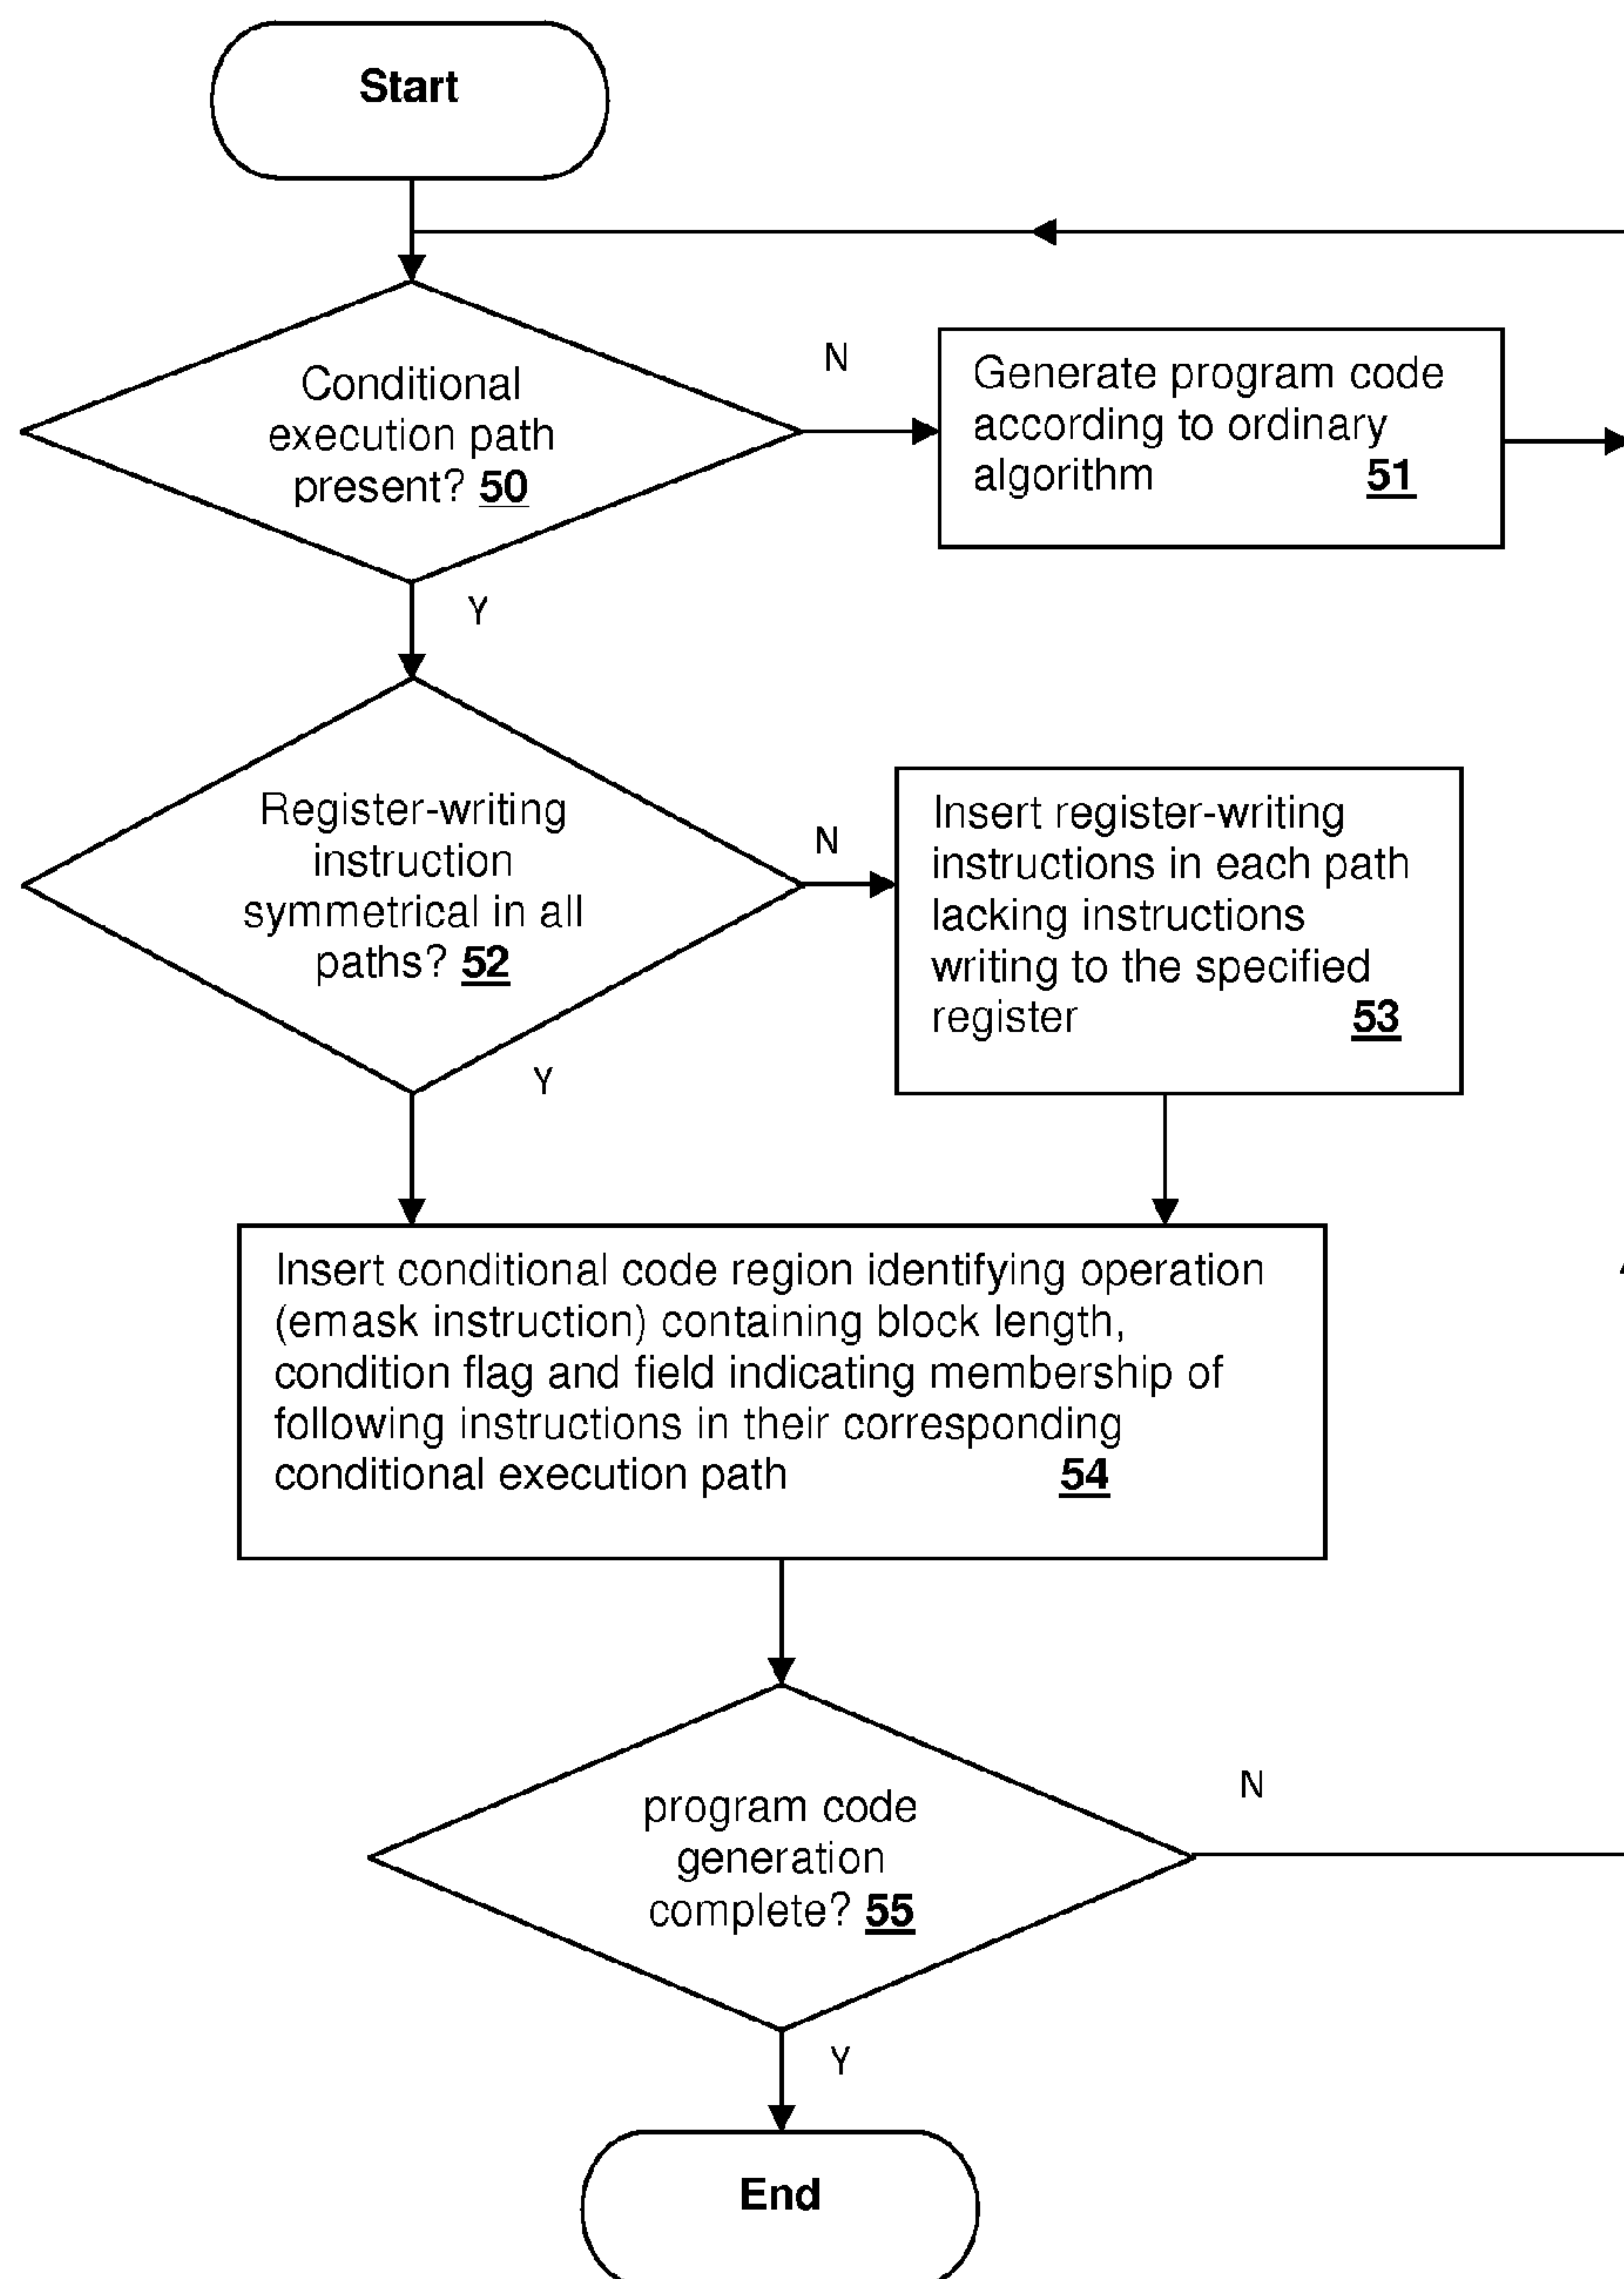 Start
Conditional
execution path
present? 50
N
Generate program code
according to ordinary
algorithm 51
Y
Register-writing
instruction
symmetrical in all
paths? 52
N
Insert register-writing
instructions in each path
lacking instructions
writing to the specified
register 53
Y
Insert conditional code region identifying operation
(emask instruction) containing block length,
condition flag and field indicating membership of
following instructions in their corresponding
conditional execution path 54
program code
generation
complete? 55
N
Y
End